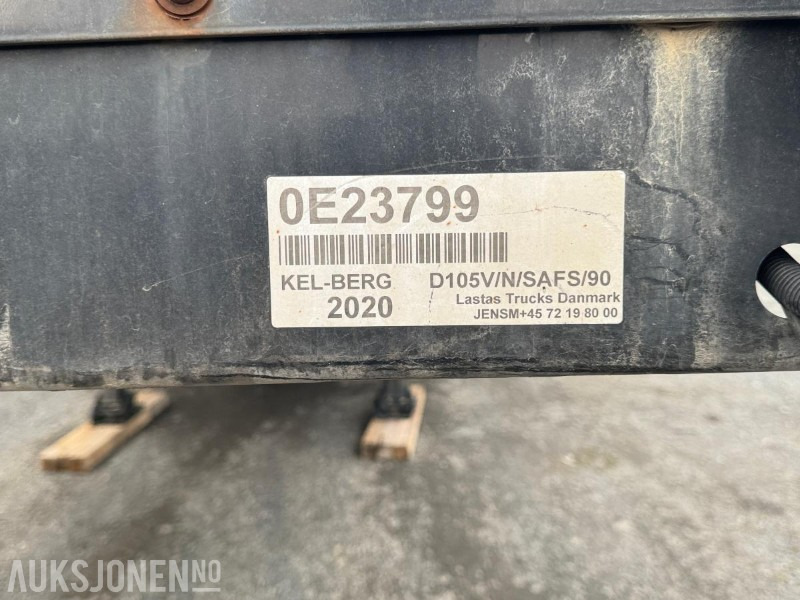 0E23799
KEL-BERG D105V/N/SAFS/90
2020 Lastas Trucks Danmark
JENSM+45 72 19 80 00
AUKSJONEN.NO